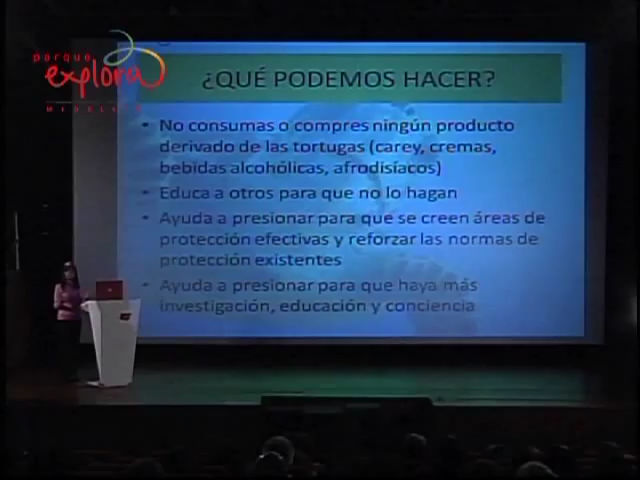 porque
explora
MEDELLÍN
¿QUÉ PODEMOS HACER?
• No consumas o compres ningún producto
derivado de las tortugas (carey, cremas,
bebidas alcohólicas, afrodisíacos)
• Educa a otros para que no lo hagan
• Ayuda a presionar para que se creen áreas de
protección efectivas y reforzar las normas de
protección existentes
• Ayuda a presionar para que haya más
investigación, educación y conciencia